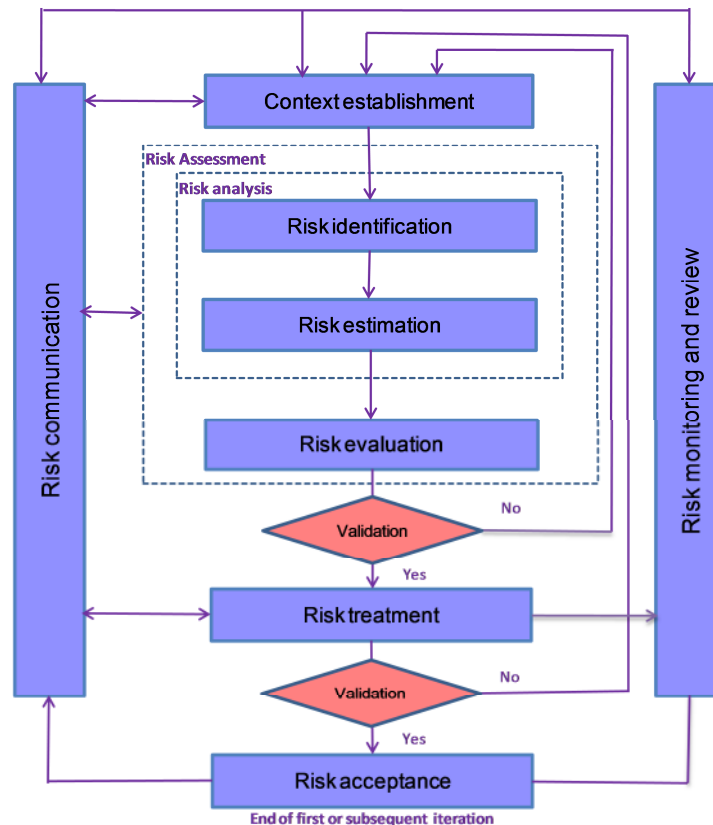 Context establishment
Risk Assessment
Risk analysis
Risk identification
Risk estimation
Risk evaluation
Validation
No
Yes
Risk treatment
Validation
No
Yes
Risk acceptance
End of first or subsequent iteration
Risk communication
Risk monitoring and review